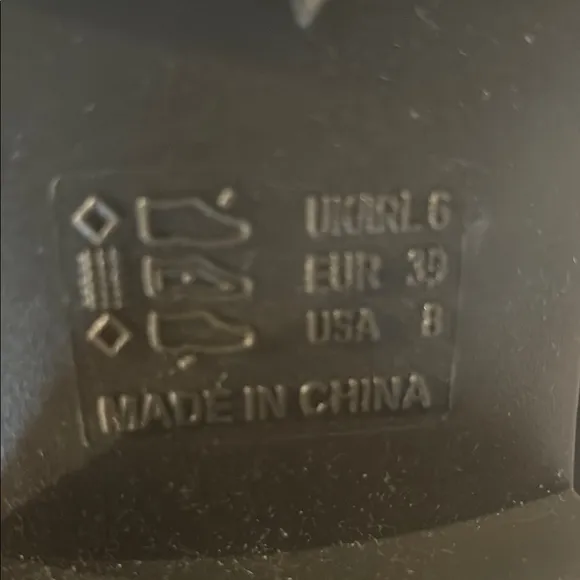 UK/IRL 6
EUR 39
USA 8
MADE IN CHINA